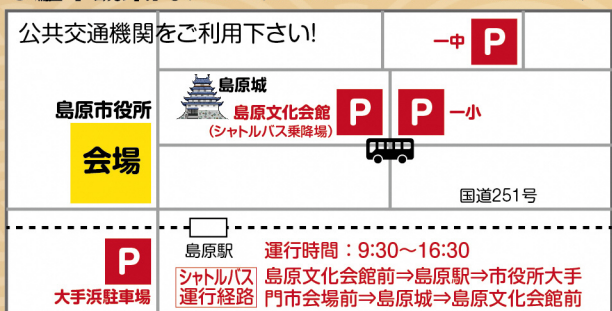 公共交通機関をご利用下さい!
一中 P
島原城
島原市役所
島原文化会館 P P 一小
(シャトルバス乗降場)
会場
国道251号
島原駅
P
運行時間：9:30〜16:30
大手浜駐車場
シャトルバス運行経路
島原文化会館前⇒島原駅⇒市役所大手
門市会場前⇒島原城⇒島原文化会館前